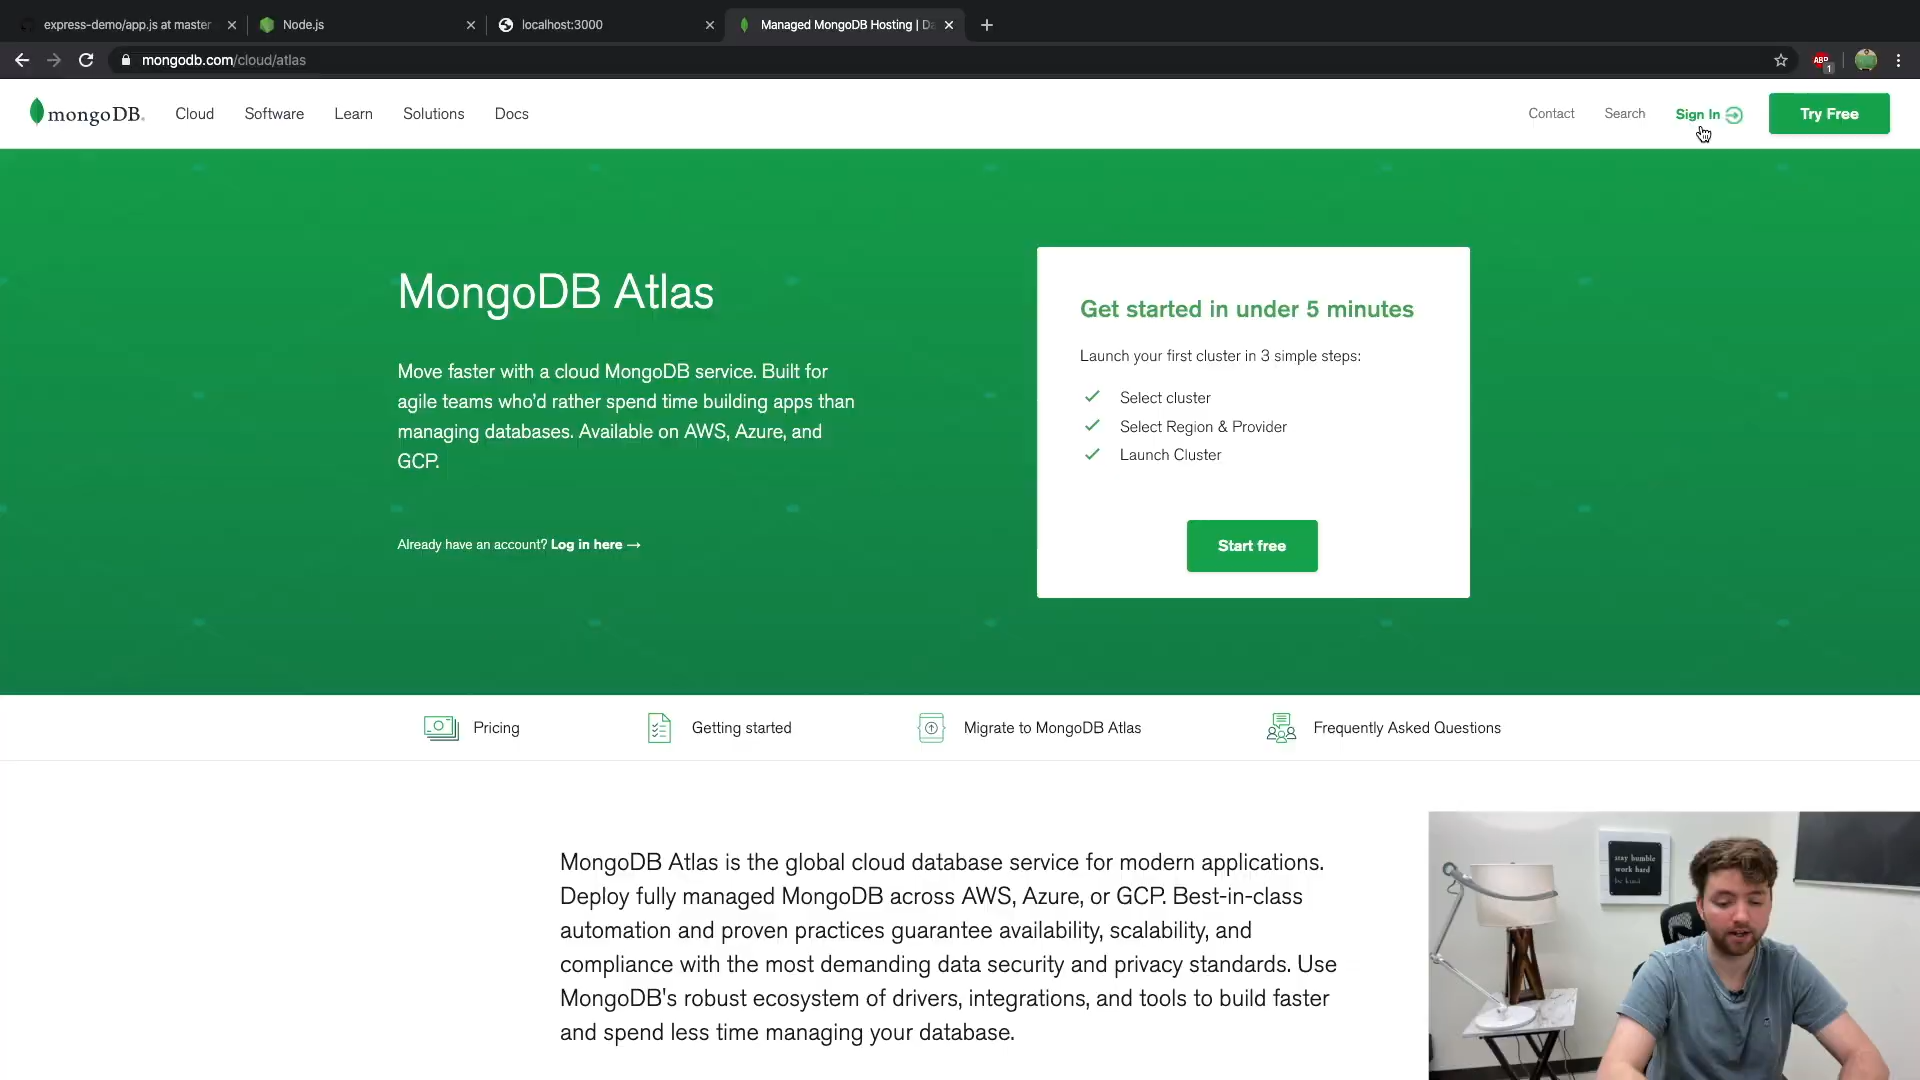 express-demo/app.js at master
Node.js
localhost:3000
Managed MongoDB Hosting | Da
mongodb.com/cloud/atlas
ABP
1
mongoDB.
Cloud
Software
Learn
Solutions
Docs
Contact
Search
Sign In
Try Free
MongoDB Atlas
Move faster with a cloud MongoDB service. Built for
agile teams who'd rather spend time building apps than
managing databases. Available on AWS, Azure, and
GCP.
Already have an account? Log in here →
Get started in under 5 minutes
Launch your first cluster in 3 simple steps:
Select cluster
Select Region & Provider
Launch Cluster
Start free
Pricing
Getting started
Migrate to MongoDB Atlas
Frequently Asked Questions
MongoDB Atlas is the global cloud database service for modern applications.
Deploy fully managed MongoDB across AWS, Azure, or GCP. Best-in-class
automation and proven practices guarantee availability, scalability, and
compliance with the most demanding data security and privacy standards. Use
MongoDB's robust ecosystem of drivers, integrations, and tools to build faster
and spend less time managing your database.
stay humble
work hard
be kind